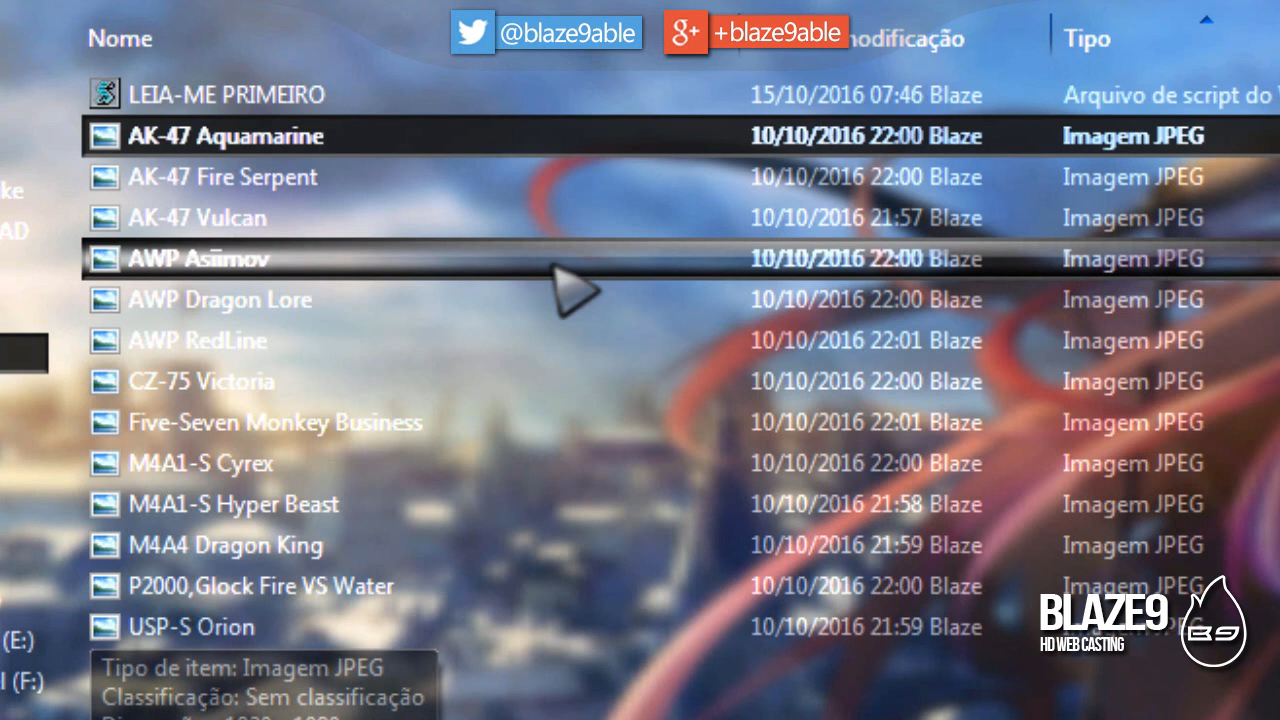 @blaze9able
+blaze9able
Nome
modificação
Tipo
LEIA-ME PRIMEIRO 15/10/2016 07:46 Blaze Arquivo de script do
AK-47 Aquamarine 10/10/2016 22:00 Blaze Imagem JPEG
ke
AK-47 Fire Serpent 10/10/2016 22:00 Blaze Imagem JPEG
AK-47 Vulcan 10/10/2016 21:57 Blaze Imagem JPEG
AD
AWP Asiimov 10/10/2016 22:00 Blaze Imagem JPEG
AWP Dragon Lore 10/10/2016 22:00 Blaze Imagem JPEG
AWP RedLine 10/10/2016 22:01 Blaze Imagem JPEG
CZ-75 Victoria 10/10/2016 22:00 Blaze Imagem JPEG
Five-Seven Monkey Business 10/10/2016 22:01 Blaze Imagem JPEG
M4A1-S Cyrex 10/10/2016 22:00 Blaze Imagem JPEG
M4A1-S Hyper Beast 10/10/2016 21:58 Blaze Imagem JPEG
M4A4 Dragon King 10/10/2016 21:59 Blaze Imagem JPEG
P2000,Glock Fire VS Water 10/10/2016 22:00 Blaze Imagem JPEG
USP-S Orion 10/10/2016 21:59 Blaze Imagem JPEG
(E:)
l (F:)
Tipo de item: Imagem JPEG
Classificação: Sem classificação
BLAZE9
HD WEB CASTING
B9